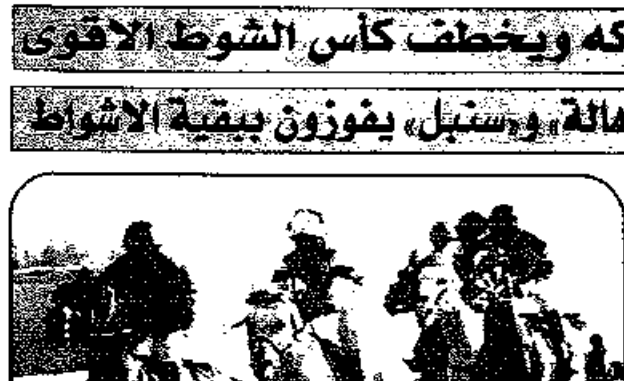 كه ويخطف كأس الشوط الاقوى
هالة» و«سنبل» يفوزون ببقية الاشواط